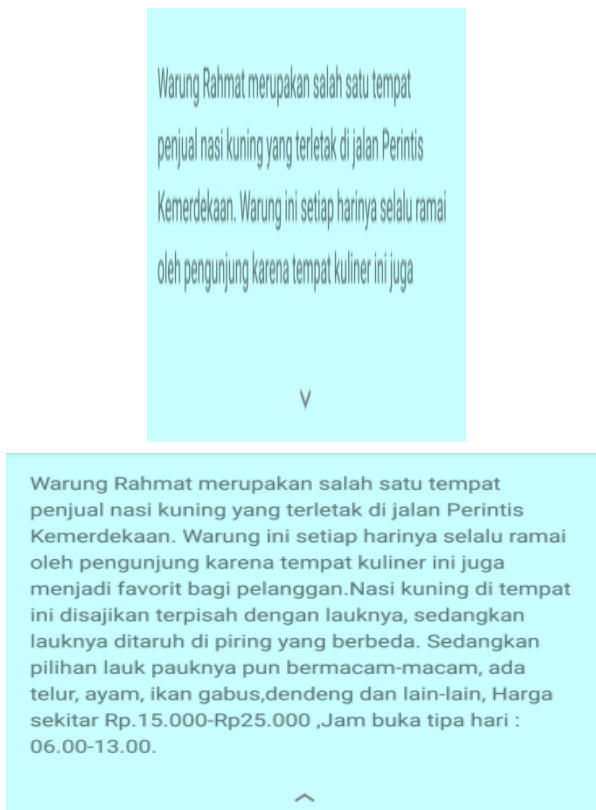 Warung Rahmat merupakan salah satu tempat
penjual nasi kuning yang terletak di jalan Perintis
Kemerdekaan. Warung ini setiap harinya selalu ramai
oleh pengunjung karena tempat kuliner ini juga
Warung Rahmat merupakan salah satu tempat
penjual nasi kuning yang terletak di jalan Perintis
Kemerdekaan. Warung ini setiap harinya selalu ramai
oleh pengunjung karena tempat kuliner ini juga
menjadi favorit bagi pelanggan.Nasi kuning di tempat
ini disajikan terpisah dengan lauknya, sedangkan
lauknya ditaruh di piring yang berbeda. Sedangkan
pilihan lauk pauknya pun bermacam-macam, ada
telur, ayam, ikan gabus,dendeng dan lain-lain, Harga
sekitar Rp.15.000-Rp25.000 ,Jam buka tipa hari :
06.00-13.00.